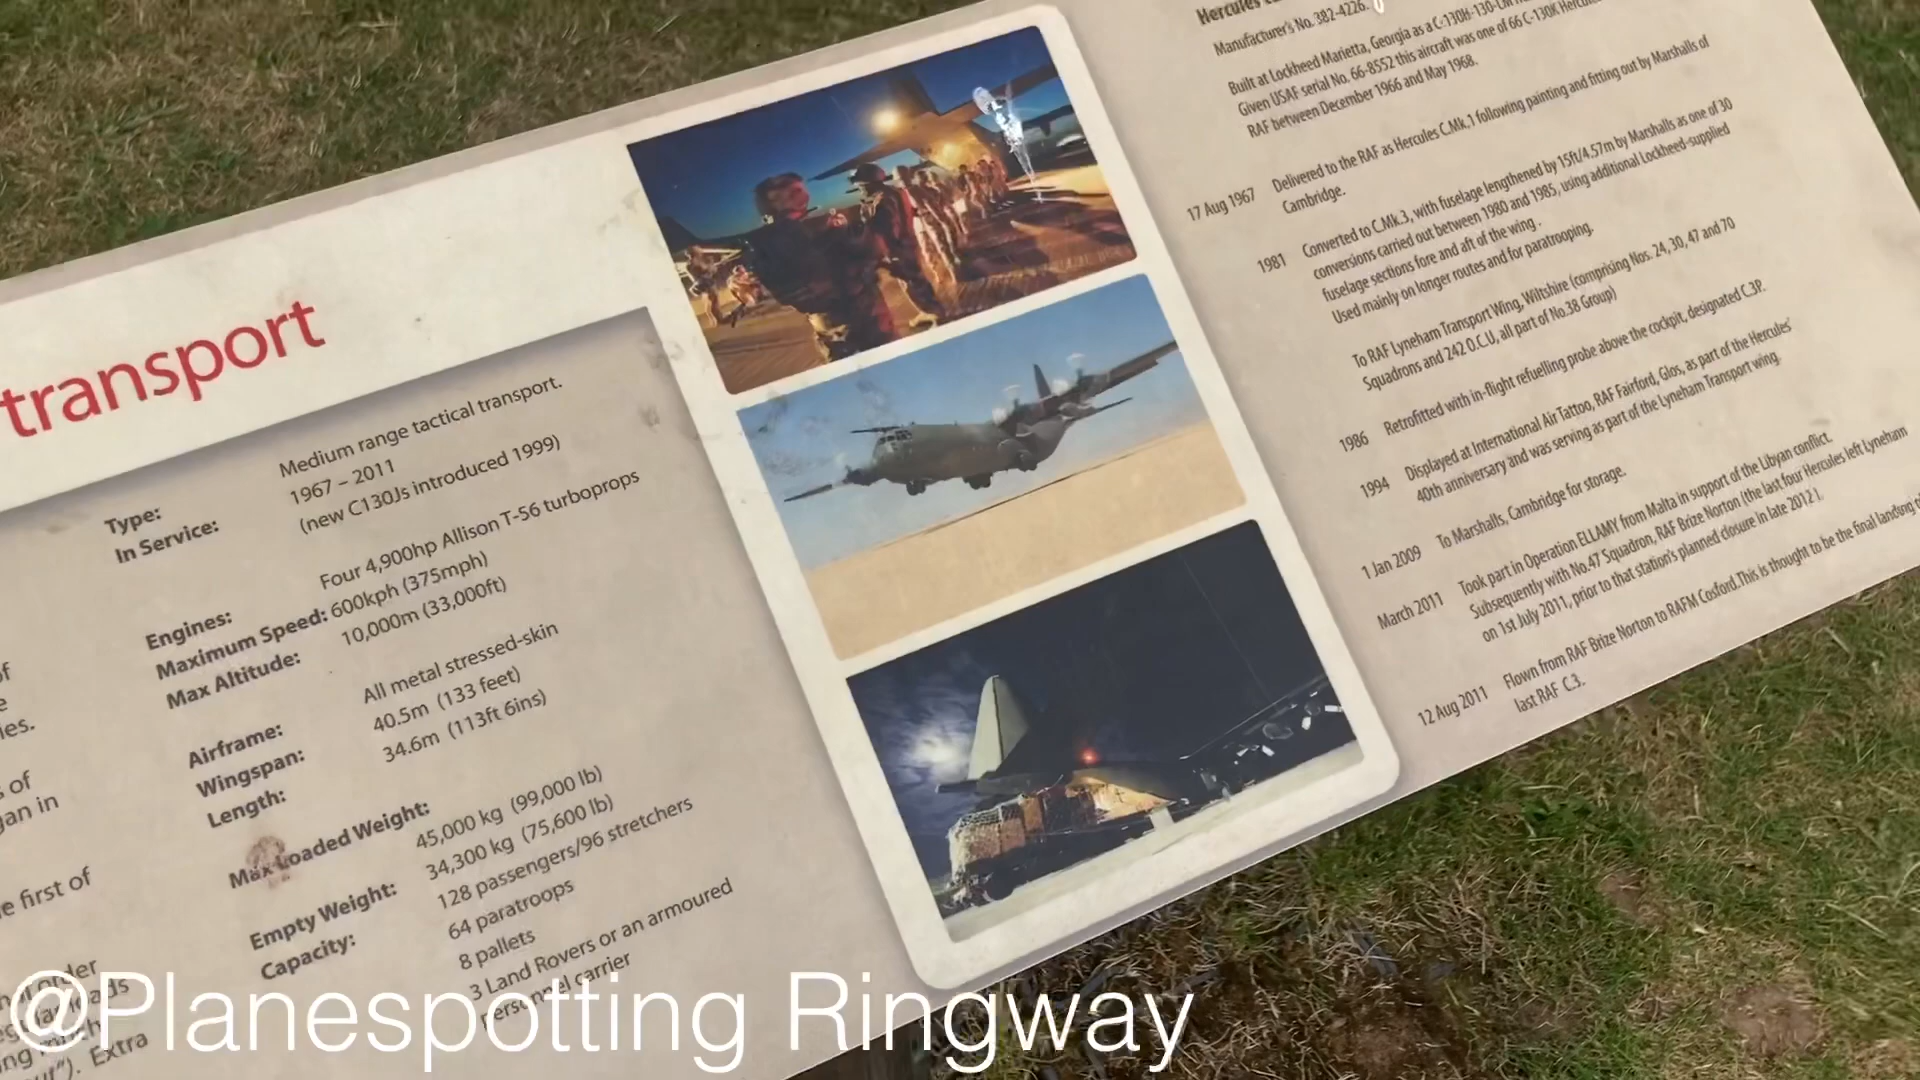 transport
Type:
Medium range tactical transport.
In Service:
1967 – 2011
(new C130Js introduced 1999)
Engines:
Four 4,900hp Allison T-56 turboprops
Maximum Speed: 600kph (375mph)
Max Altitude:
10,000m (33,000ft)
Airframe:
All metal stressed-skin
Wingspan:
40.5m (133 feet)
Length:
34.6m (113ft 6ins)
Max Loaded Weight:
45,000 kg (99,000 lb)
Empty Weight:
34,300 kg (75,600 lb)
Capacity:
128 passengers/96 stretchers
64 paratroops
8 pallets
3 Land Rovers or an armoured
personnel carrier
of
s of
in
e first of
order
Extra
Hercules
Manufacturer's No. 382-4226.
Built at Lockheed Marietta, Georgia as a C-130H-130-LM
Given USAF serial No. 66-8552 this aircraft was one of 66 C-130K
RAF between December 1966 and May 1968.
17 Aug 1967 Delivered to the RAF as Hercules C.Mk.1 following painting and fitting out by Marshalls of
Cambridge.
1981 Converted to C.Mk.3, with fuselage lengthened by 15ft/4.57m by Marshalls as one of 30
conversions carried out between 1980 and 1985, using additional Lockheed-supplied
fuselage sections fore and aft of the wing .
Used mainly on longer routes and for paratrooping.
To RAF Lyneham Transport Wing, Wiltshire (comprising Nos. 24, 30, 47 and 70
Squadrons and 242 O.C.U, all part of No.38 Group)
1986 Retrofitted with in-flight refuelling probe above the cockpit, designated C.3P.
1994 Displayed at International Air Tattoo, RAF Fairford, Glos, as part of the Hercules'
40th anniversary and was serving as part of the Lyneham Transport wing.
1 Jan 2009 To Marshalls, Cambridge for storage.
March 2011 Took part in Operation ELLAMY from Malta in support of the Libyan conflict.
Subsequently with No.47 Squadron, RAF Brize Norton (the last four Hercules left Lyneham
on 1st July 2011, prior to that station's planned closure in late 2012 ).
12 Aug 2011 Flown from RAF Brize Norton to RAFM Cosford.This is thought to be the final landing
last RAF C.3.
@Planespotting Ringway